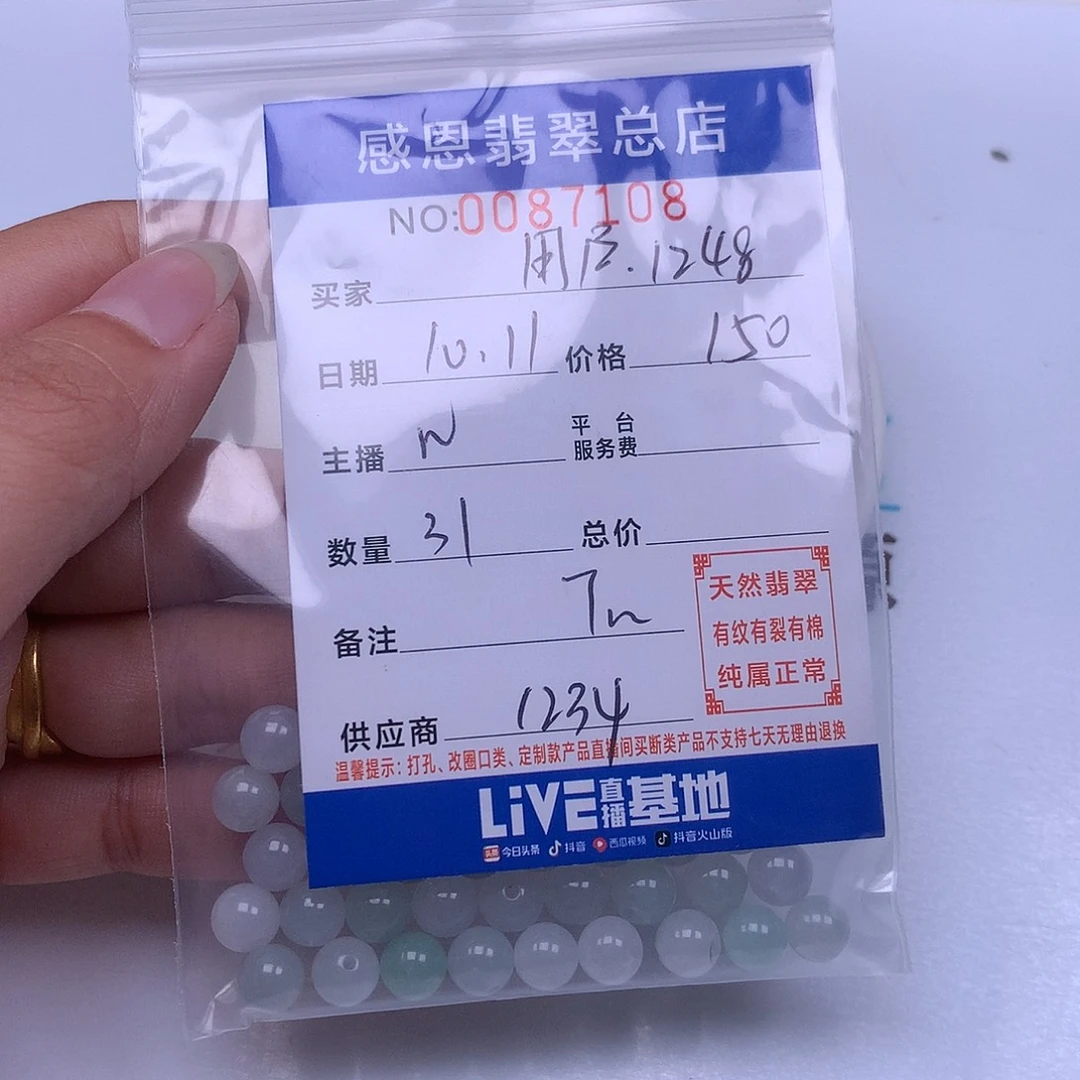 感恩翡翠总店
NO:0087108
买家 用户.1248
日期 10.11 价格 150
主播 N 平台服务费
数量 31 总价
备注
天然翡翠
有纹有裂有棉
纯属正常
供应商 1234
温馨提示：打孔、改圈口类、定制款产品直播间买断类产品不支持七天无理由退换
LiVE直播基地
头条 今日头条 抖音 西瓜视频 抖音火山版